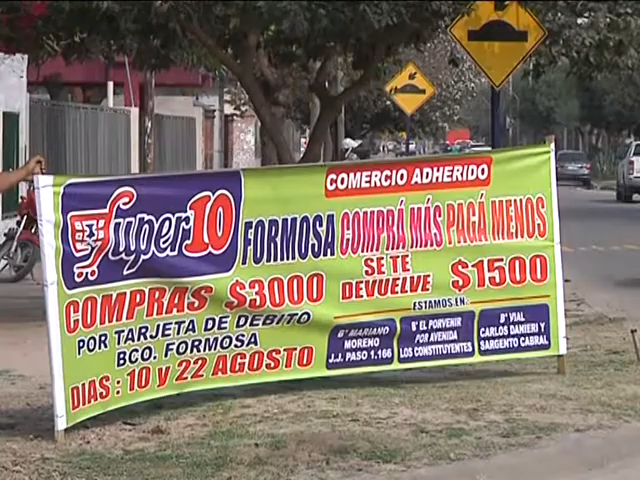 COMERCIO ADHERIDO
Super10
FORMOSA COMPRÁ MÁS PAGÁ MENOS
COMPRAS $3000 SE TE DEVUELVE $1500
POR TARJETA DE DEBITO
BCO. FORMOSA
DIAS: 10 y 22 AGOSTO
ESTAMOS EN:
Bº MARIANO
MORENO
J.J. PASO 1.166
Bº EL PORVENIR
POR AVENIDA
LOS CONSTITUYENTES
Bº VIAL
CARLOS DANIERI Y
SARGENTO CABRAL